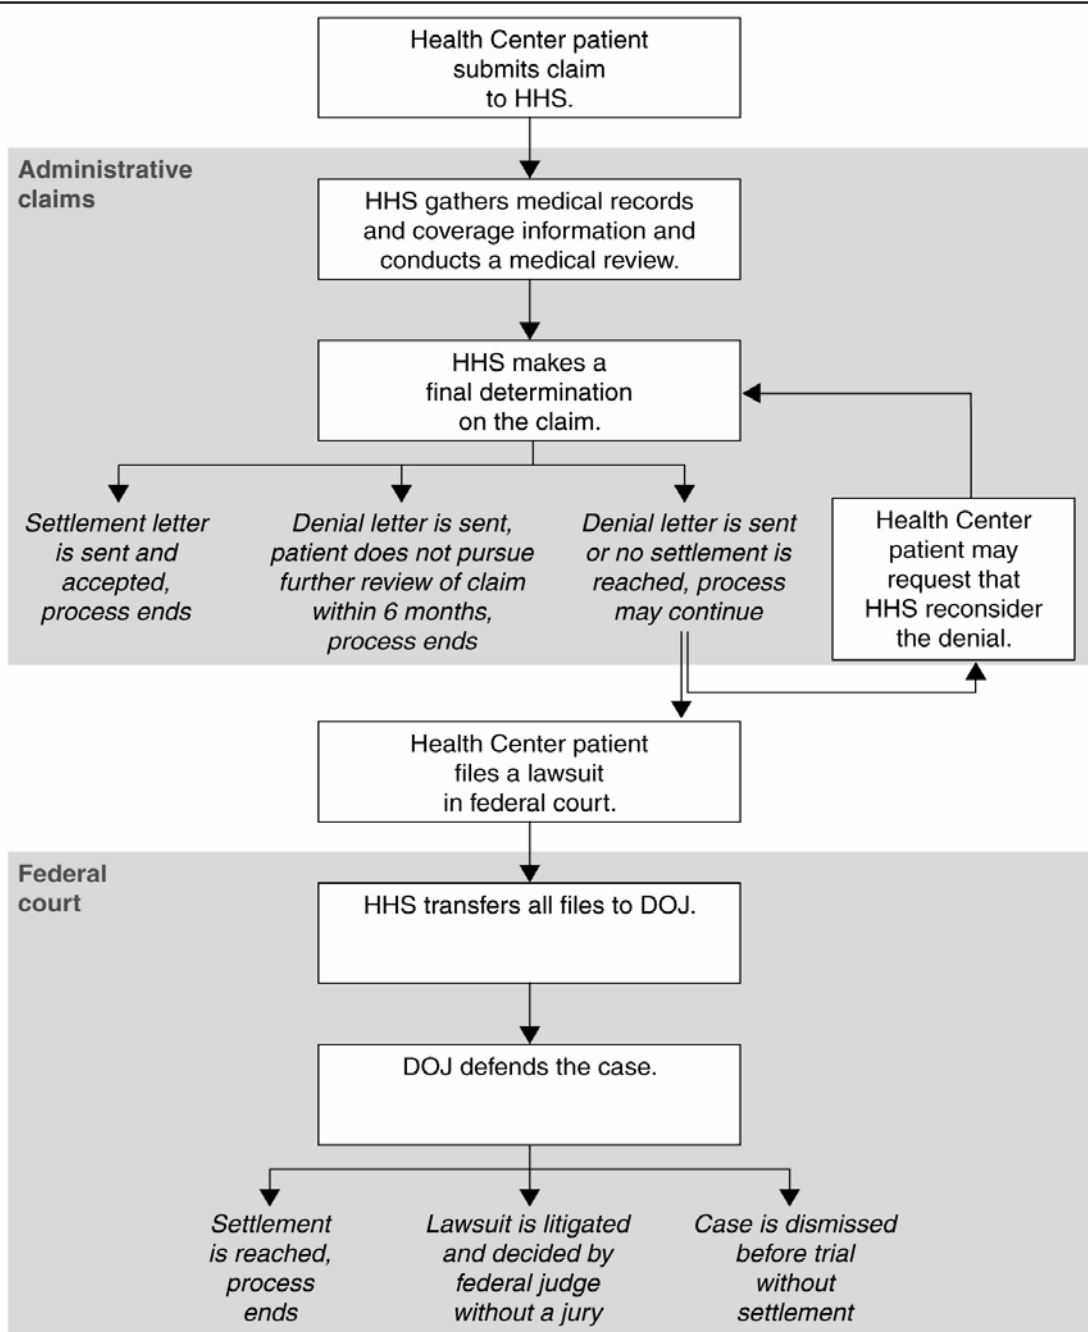 Health Center patient
submits claim
to HHS.
Administrative
claims
HHS gathers medical records
and coverage information and
conducts a medical review.
HHS makes a
final determination
on the claim.
Settlement letter
is sent and
accepted,
process ends
Denial letter is sent,
patient does not pursue
further review of claim
within 6 months,
process ends
Denial letter is sent
or no settlement is
reached, process
may continue
Health Center
patient may
request that
HHS reconsider
the denial.
Health Center patient
files a lawsuit
in federal court.
Federal
court
HHS transfers all files to DOJ.
DOJ defends the case.
Settlement
is reached,
process
ends
Lawsuit is litigated
and decided by
federal judge
without a jury
Case is dismissed
before trial
without
settlement